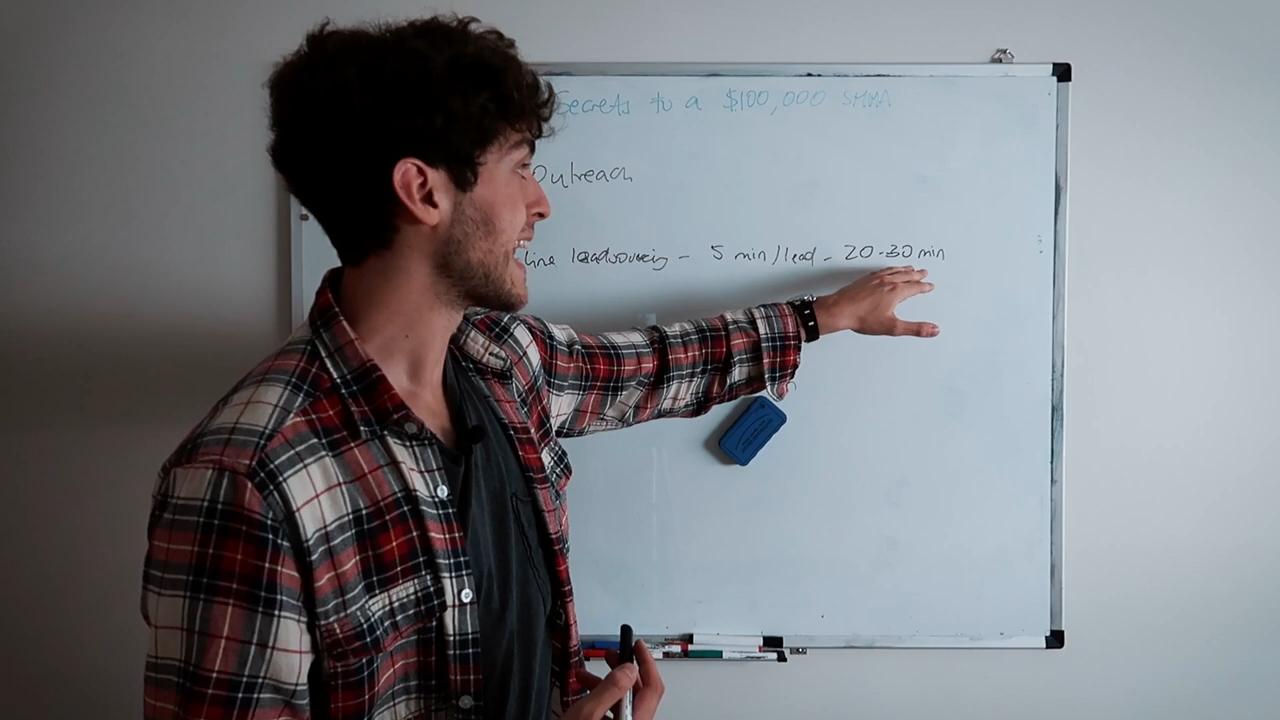 Secrets to a $100,000 SMMA
Outreach
line leadsourcing - 5 min/lead - 20-30 min